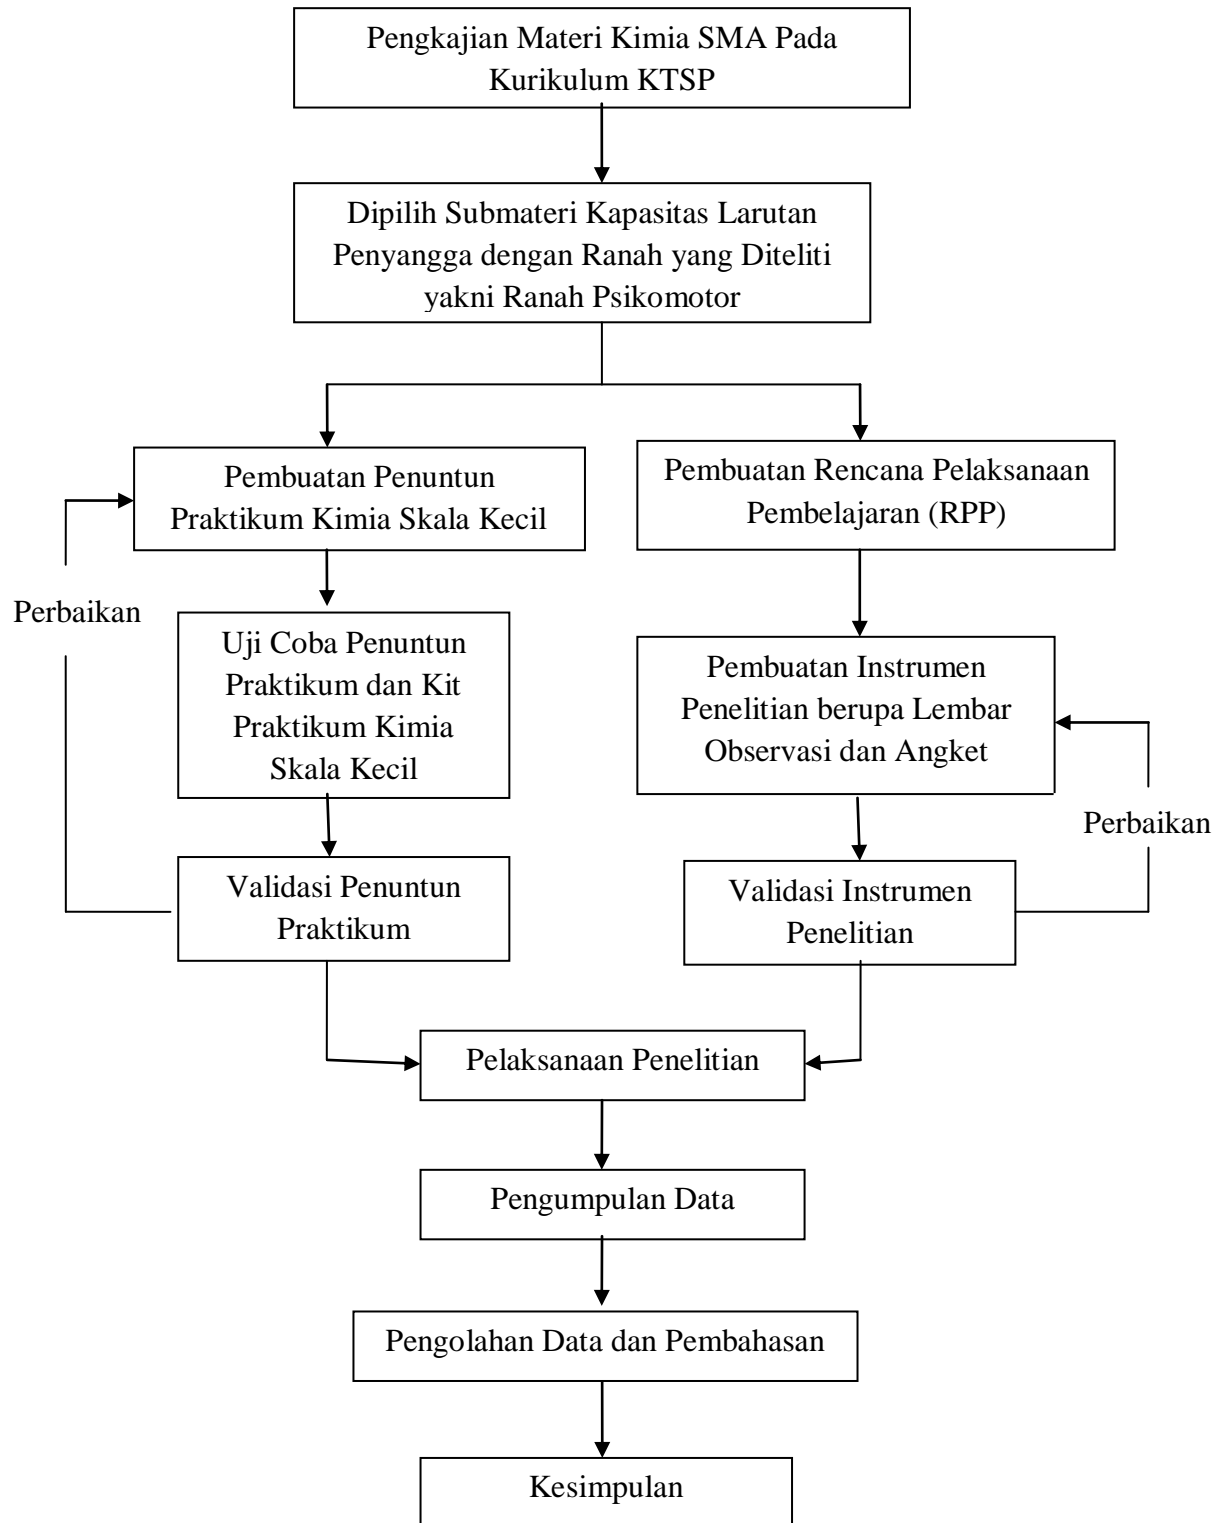 Pengkajian Materi Kimia SMA Pada
Kurikulum KTSP
Dipilih Submateri Kapasitas Larutan
Penyangga dengan Ranah yang Diteliti
yakni Ranah Psikomotor
Pembuatan Penuntun
Praktikum Kimia Skala Kecil
Pembuatan Rencana Pelaksanaan
Pembelajaran (RPP)
Perbaikan
Uji Coba Penuntun
Praktikum dan Kit
Praktikum Kimia
Skala Kecil
Pembuatan Instrumen
Penelitian berupa Lembar
Observasi dan Angket
Perbaikan
Validasi Penuntun
Praktikum
Validasi Instrumen
Penelitian
Pelaksanaan Penelitian
Pengumpulan Data
Pengolahan Data dan Pembahasan
Kesimpulan